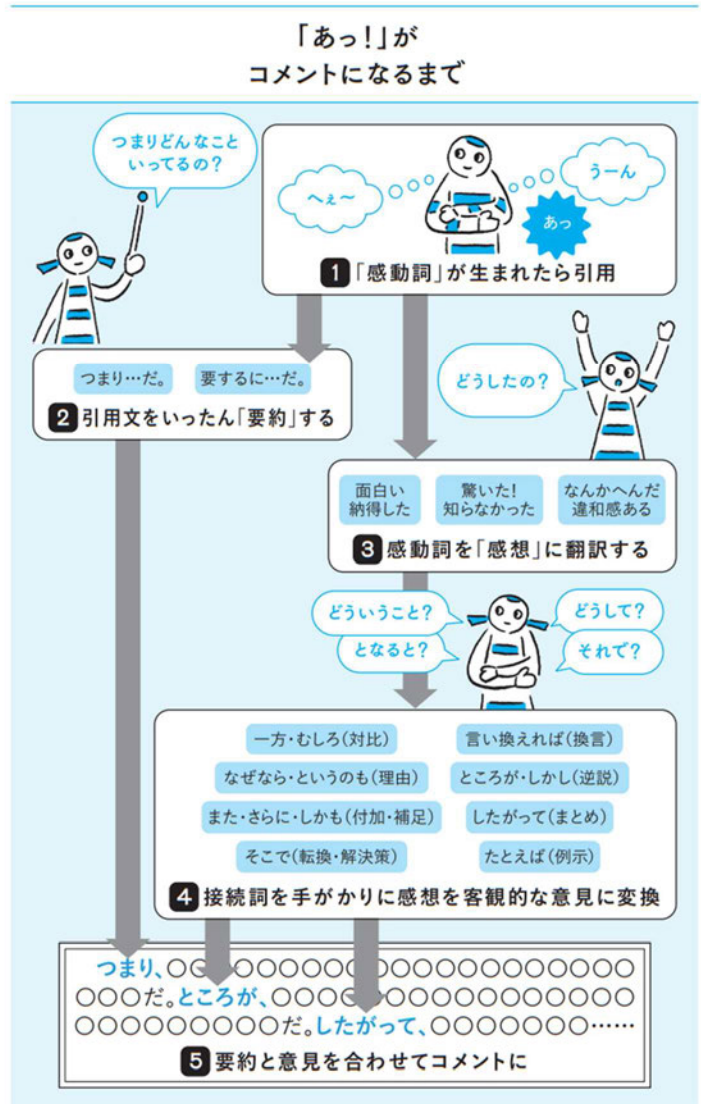 「あっ！」が
コメントになるまで
つまりどんなこと
いってるの？
へぇ〜
うーん
あっ
1 「感動詞」が生まれたら引用
つまり…だ。 要するに…だ。
2 引用文をいったん「要約」する
どうしたの？
面白い
納得した
驚いた！
知らなかった
なんかへんだ
違和感ある
3 感動詞を「感想」に翻訳する
どういうこと？
となると？
どうして？
それで？
一方・むしろ(対比) 言い換えれば(換言)
なぜなら・というのも(理由) ところが・しかし(逆説)
また・さらに・しかも(付加・補足) したがって(まとめ)
そこで(転換・解決策) たとえば(例示)
4 接続詞を手がかりに感想を客観的な意見に変換
つまり、○○○○○○○○○○○○○○○○○○○○○○
○○○だ。ところが、○○○○○○○○○○○○○○○○○
○○○○○○○○○だ。したがって、○○○○○○○……
5 要約と意見を合わせてコメントに